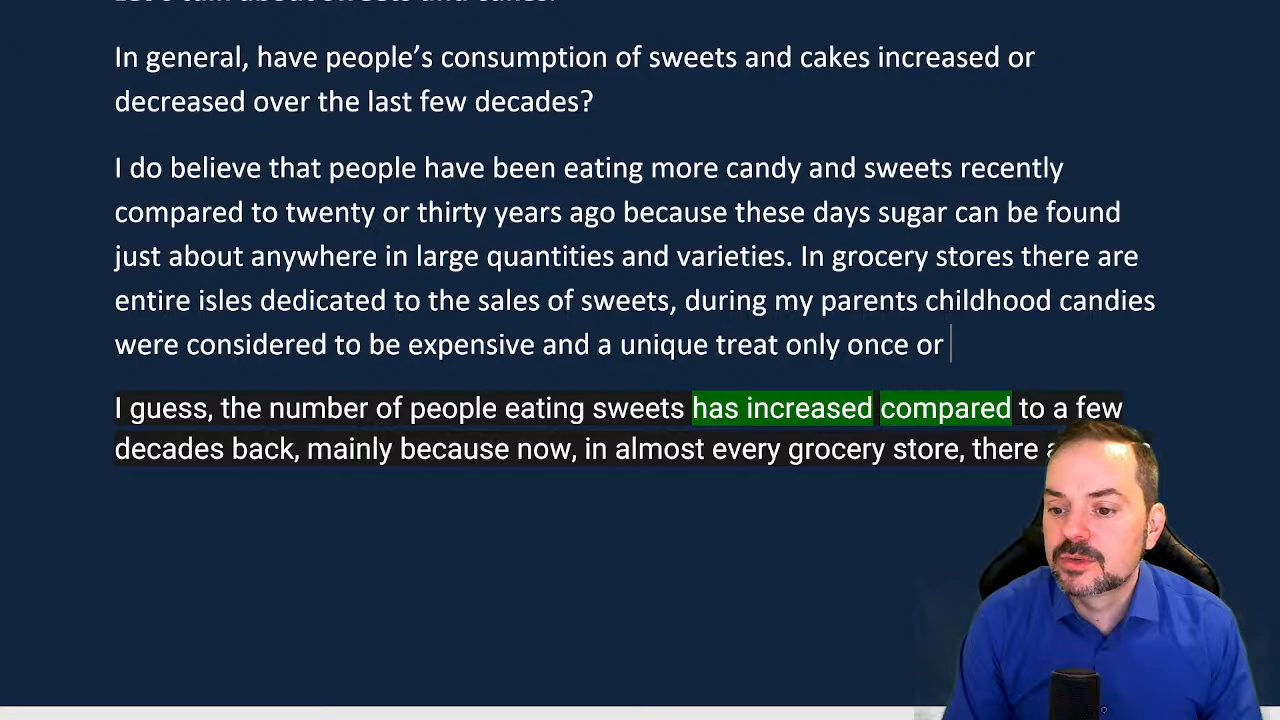 In general, have people’s consumption of sweets and cakes increased or
decreased over the last few decades?
I do believe that people have been eating more candy and sweets recently
compared to twenty or thirty years ago because these days sugar can be found
just about anywhere in large quantities and varieties. In grocery stores there are
entire isles dedicated to the sales of sweets, during my parents childhood candies
were considered to be expensive and a unique treat only once or
I guess, the number of people eating sweets has increased compared to a few
decades back, mainly because now, in almost every grocery store, there